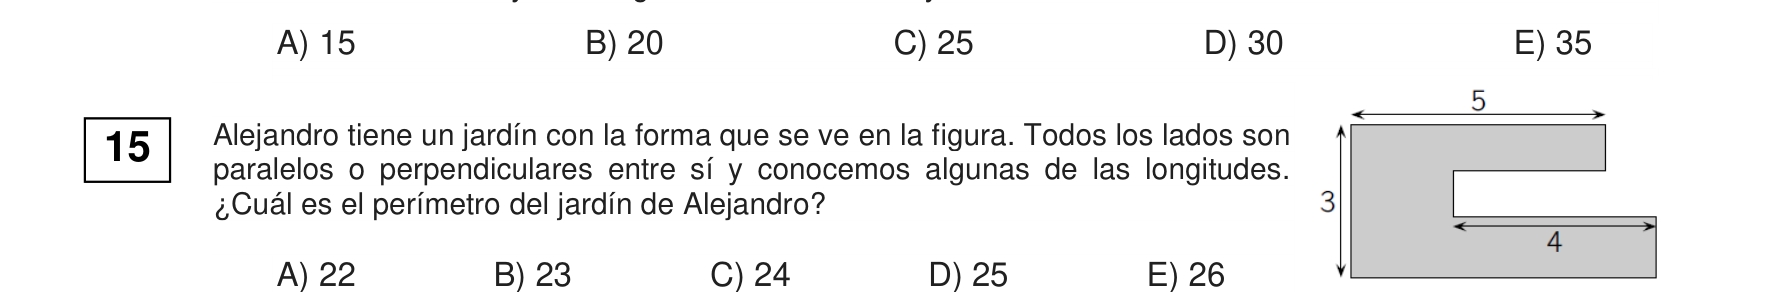 A) 15 B) 20 C) 25 D) 30 E) 35
15
Alejandro tiene un jardín con la forma que se ve en la figura. Todos los lados son
paralelos o perpendiculares entre sí y conocemos algunas de las longitudes.
¿Cuál es el perímetro del jardín de Alejandro?
A) 22 B) 23 C) 24 D) 25 E) 26
5
3
4